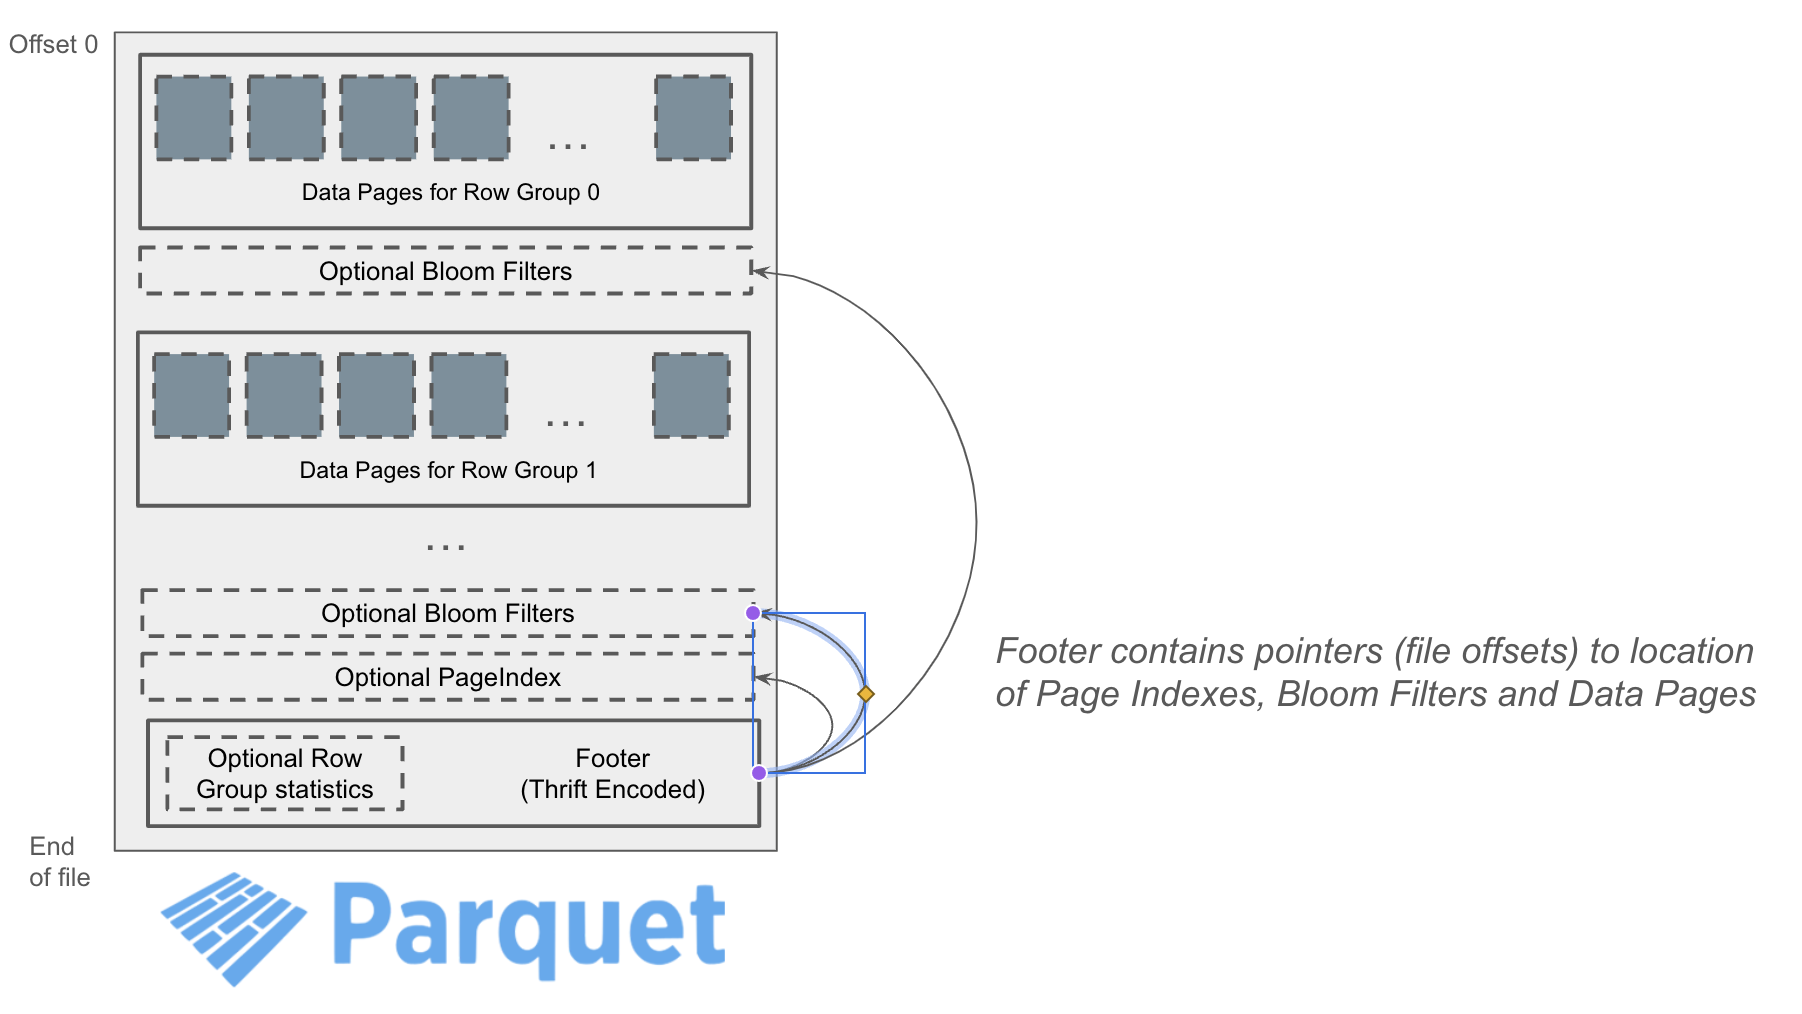 Offset 0
...
Data Pages for Row Group 0
Optional Bloom Filters
...
Data Pages for Row Group 1
...
Optional Bloom Filters
Optional PageIndex
Optional Row
Group statistics
Footer
(Thrift Encoded)
Footer contains pointers (file offsets) to location
of Page Indexes, Bloom Filters and Data Pages
End
of file
Parquet